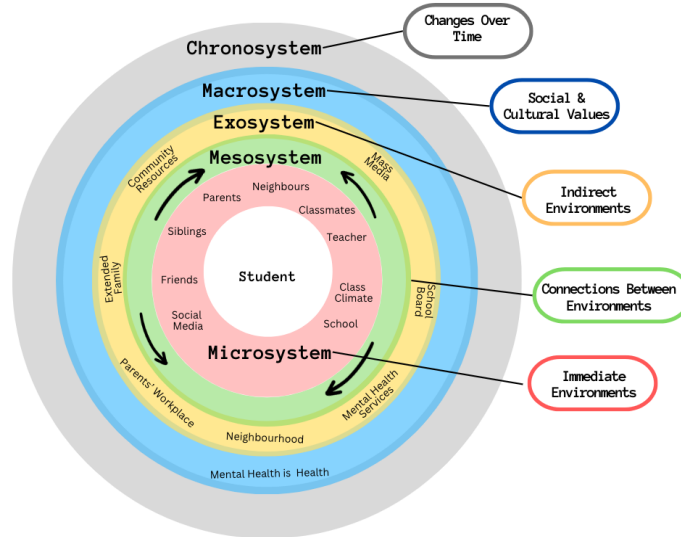 Changes Over
Time
Chronosystem
Macrosystem
Social &
Cultural Values
Exosystem
Mesosystem
Community
Resources
Mass
Media
Indirect
Environments
Neighbours
Parents
Classmates
Siblings
Teacher
Extended
Family
Friends
Student
Class
Climate
School
Board
Connections Between
Environments
Social
Media
School
Microsystem
Immediate
Environments
Parents' Workplace
Mental Health
Services
Neighbourhood
Mental Health is Health